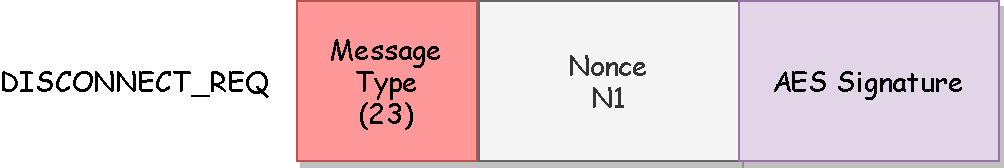 DISCONNECT_REQ
Message
Type
(23)
Nonce
N1
AES Signature